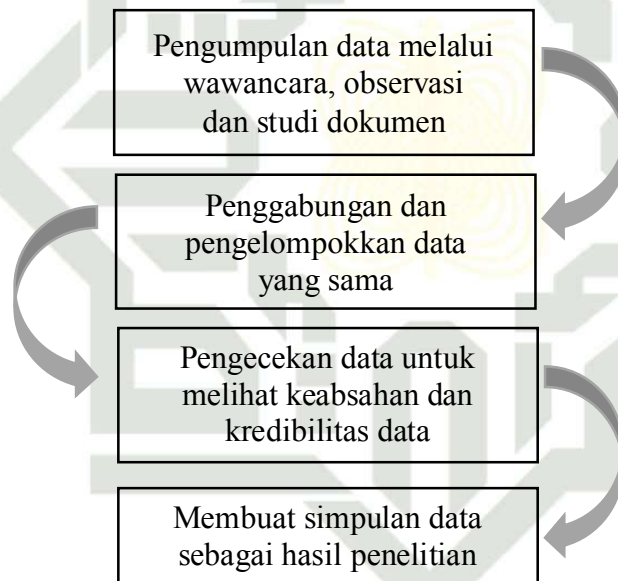 Pengumpulan data melalui
wawancara, observasi
dan studi dokumen
Penggabungan dan
pengelompokkan data
yang sama
Pengecekan data untuk
melihat keabsahan dan
kredibilitas data
Membuat simpulan data
sebagai hasil penelitian